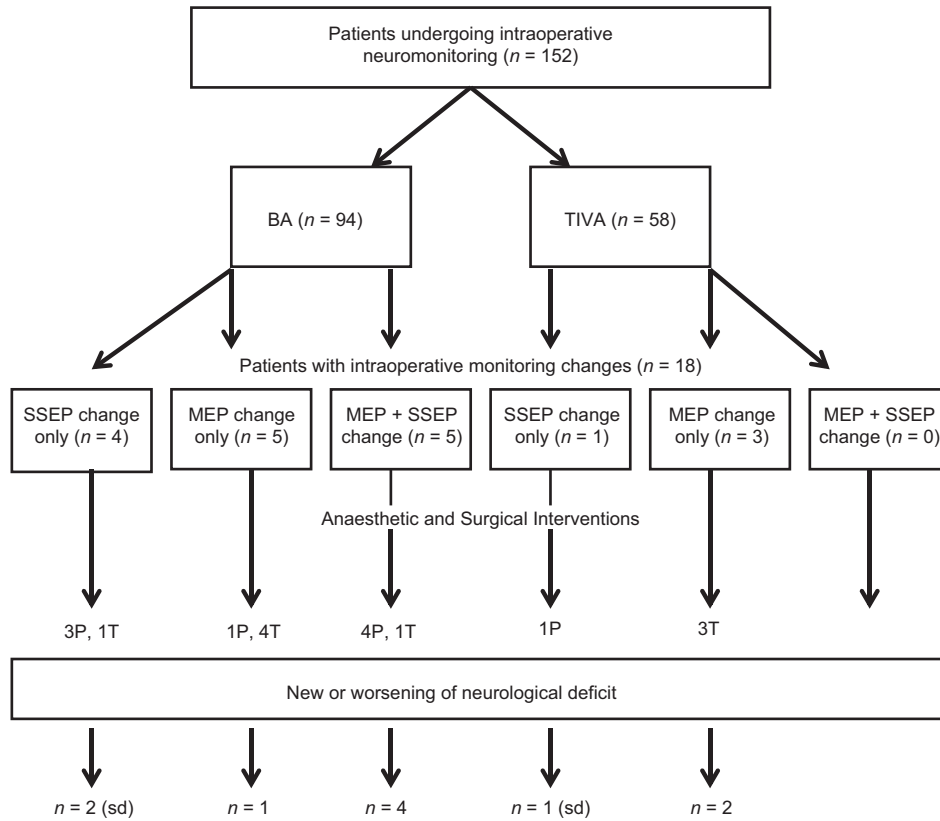 Patients undergoing intraoperative
neuromonitoring (n = 152)
BA (n = 94)
TIVA (n = 58)
Patients with intraoperative monitoring changes (n = 18)
SSEP change
only (n = 4)
MEP change
only (n = 5)
MEP + SSEP
change (n = 5)
SSEP change
only (n = 1)
MEP change
only (n = 3)
MEP + SSEP
change (n = 0)
Anaesthetic and Surgical Interventions
3P, 1T
1P, 4T
4P, 1T
1P
3T
New or worsening of neurological deficit
n = 2 (sd)
n = 1
n = 4
n = 1 (sd)
n = 2